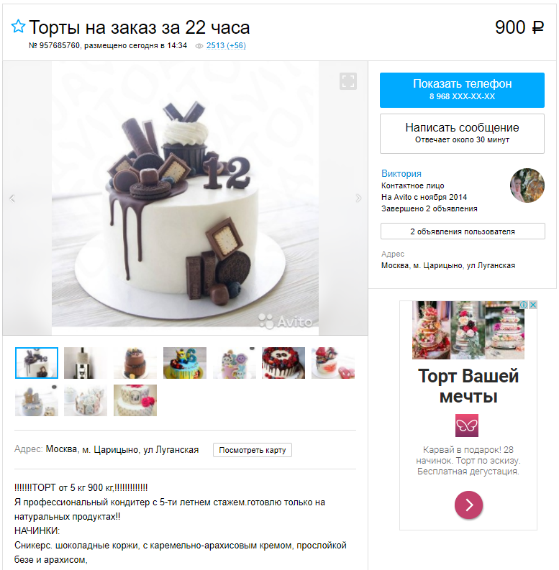 Торты на заказ за 22 часа
900 ₽
№ 957685760, размещено сегодня в 14:34 2513 (+56)
12
Avito
Показать телефон
8 968 XXX-XX-XX
Написать сообщение
Отвечает около 30 минут
Виктория
Контактное лицо
На Avito с ноября 2014
Завершено 2 объявления
2 объявления пользователя
Адрес
Москва, м. Царицыно, ул Луганская
Торт Вашей
мечты
Карвай в подарок! 28
начинок. Торт по эскизу.
Бесплатная дегустация.
Адрес: Москва, м. Царицыно, ул Луганская Посмотреть карту
!!!!!!!ТОРТ от 5 кг 900 кг,!!!!!!!!!!!!!
Я профессиональный кондитер с 5-ти летнем стажем.готовлю только на
натуральных продуктах!!
НАЧИНКИ:
Сникерс. шоколадные коржи, с карамельно-арахисовым кремом, прослойкой
безе и арахисом,